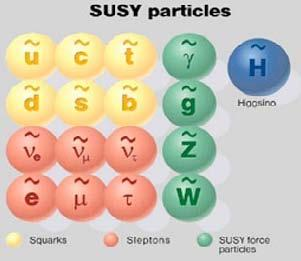 SUSY particles
ũ c̃ t̃ γ̃ H̃
Higgsino
d̃ s̃ b̃ g̃
ν̃e ν̃μ ν̃τ Z̃
ẽ μ̃ τ̃ W̃
Squarks Sleptons SUSY force
particles